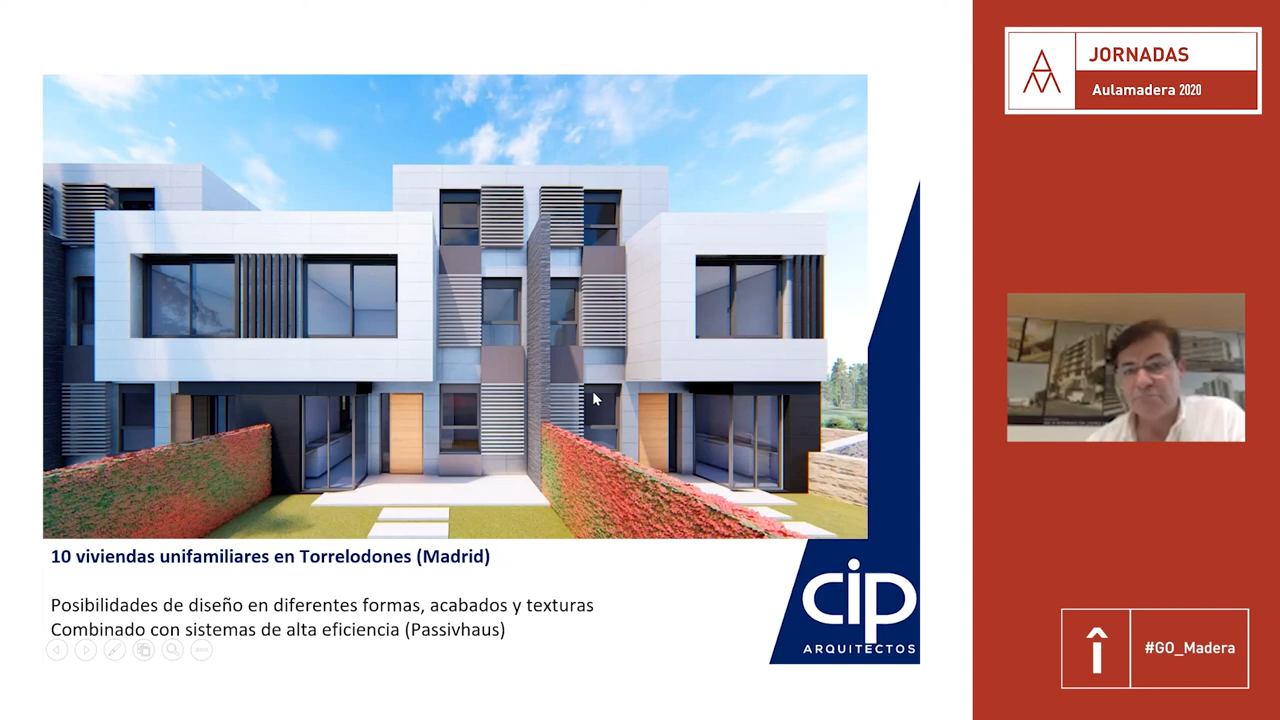 JORNADAS
Aulamadera 2020
10 viviendas unifamiliares en Torrelodones (Madrid)
Posibilidades de diseño en diferentes formas, acabados y texturas
Combinado con sistemas de alta eficiencia (Passivhaus)
cip
ARQUITECTOS
#GO_Madera